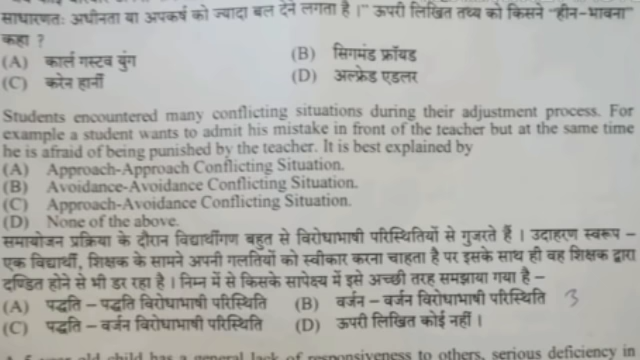 साधारणतः अधीनता या अपकर्ष को ज्यादा बल देने लगता है ।” ऊपरी लिखित तथ्य को किसने “हीन-भावना”
कहा ?
(A) कार्ल गस्टव युंग (B) सिगमंड फ्रॉयड
(C) करेन हार्नी (D) अल्फ्रेड एडलर
Students encountered many conflicting situations during their adjustment process. For
example a student wants to admit his mistake in front of the teacher but at the same time
he is afraid of being punished by the teacher. It is best explained by
(A) Approach-Approach Conflicting Situation.
(B) Avoidance-Avoidance Conflicting Situation.
(C) Approach-Avoidance Conflicting Situation.
(D) None of the above.
समायोजन प्रक्रिया के दौरान विद्यार्थीगण बहुत से विरोधाभाषी परिस्थितियों से गुजरते हैं । उदाहरण स्वरूप –
एक विद्यार्थी, शिक्षक के सामने अपनी गलतियों को स्वीकार करना चाहता है पर इसके साथ ही वह शिक्षक द्वारा
दण्डित होने से भी डर रहा है । निम्न में से किसके सापेक्ष्य में इसे अच्छी तरह समझाया गया है –
(A) पद्धति – पद्धति विरोधाभाषी परिस्थिति (B) वर्जन – वर्जन विरोधाभाषी परिस्थिति 3
(C) पद्धति – वर्जन विरोधाभाषी परिस्थिति (D) ऊपरी लिखित कोई नहीं ।
old child has a general lack of responsiveness to others, serious deficiency in